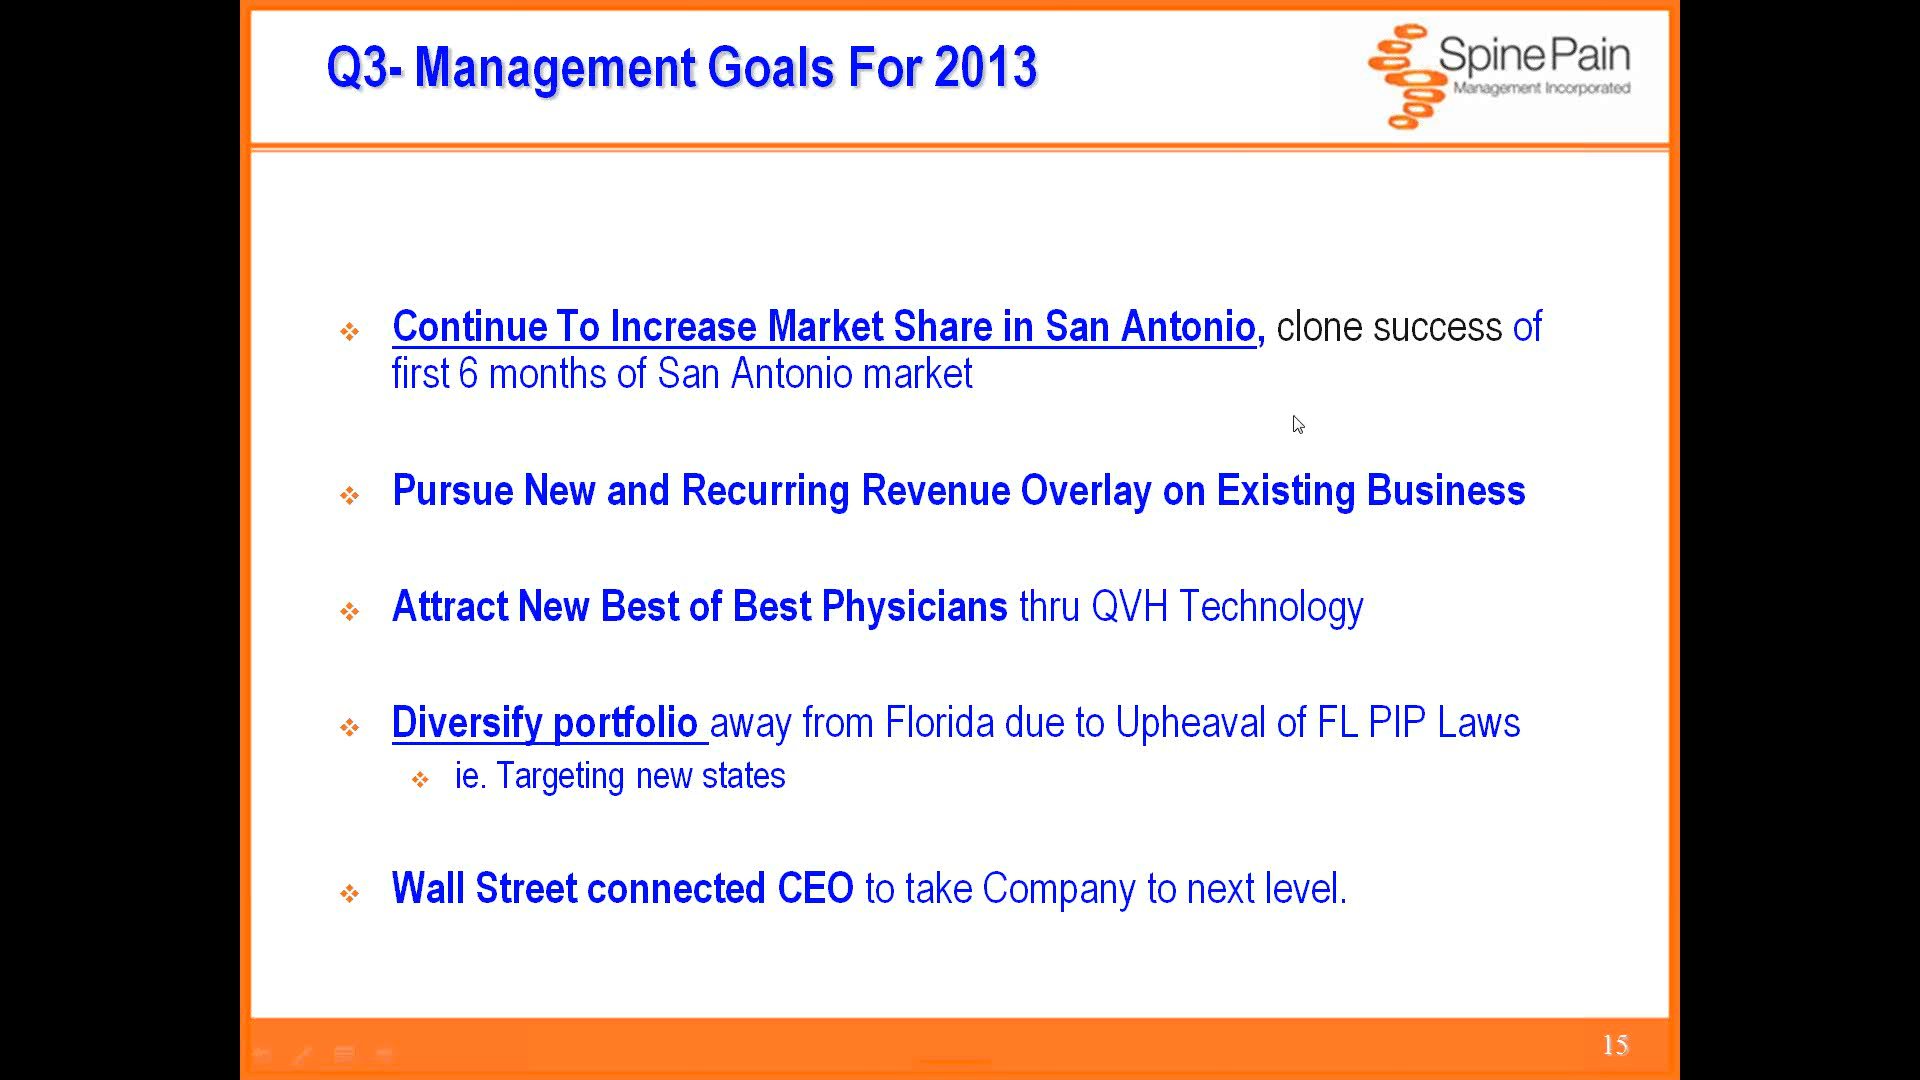 Q3- Management Goals For 2013
Spine Pain
Management Incorporated
Continue To Increase Market Share in San Antonio, clone success of
first 6 months of San Antonio market
Pursue New and Recurring Revenue Overlay on Existing Business
Attract New Best of Best Physicians thru QVH Technology
Diversify portfolio away from Florida due to Upheaval of FL PIP Laws
ie. Targeting new states
Wall Street connected CEO to take Company to next level.
15